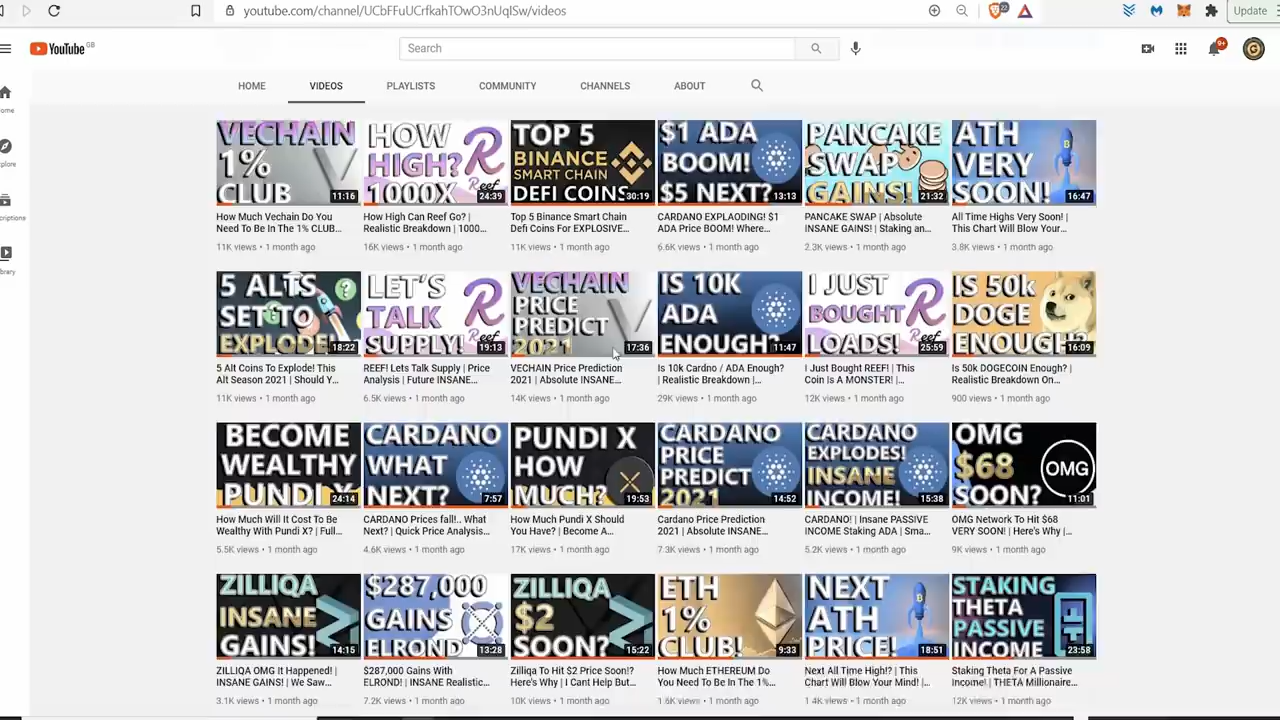 youtube.com/channel/UCbFFuUCrfkahTOwO3nUqlSw/videos
22
Update
YouTube GB
Search
9+
HOME VIDEOS PLAYLISTS COMMUNITY CHANNELS ABOUT
VECHAIN
1%
CLUB
11:16
HOW
HIGH?
1000X
Reef
24:39
TOP 5
BINANCE
SMART CHAIN
DEFI COINS
30:19
$1 ADA
BOOM!
$5 NEXT?
13:13
PANCAKE
SWAP
GAINS!
21:32
ATH
VERY
SOON!
16:47
How Much Vechain Do You
Need To Be In The 1% CLUB...
11K views • 1 month ago
How High Can Reef Go? |
Realistic Breakdown | 1000...
16K views • 1 month ago
Top 5 Binance Smart Chain
Defi Coins For EXPLOSIVE...
11K views • 1 month ago
CARDANO EXPLAODING! $1
ADA Price BOOM! Where...
6.6K views • 1 month ago
PANCAKE SWAP | Absolute
INSANE GAINS! | Staking an...
2.3K views • 1 month ago
All Time Highs Very Soon! |
This Chart Will Blow Your...
3.8K views • 1 month ago
5 ALTS
SET TO
EXPLODE!
18:22
LET'S
TALK
SUPPLY!
Reef
19:13
VECHAIN
PRICE
PREDICT
2021
17:36
IS 10K
ADA
ENOUGH?
11:47
I JUST
BOUGHT
LOADS!
Reef
25:59
IS 50k
DOGE
ENOUGH?
16:09
5 Alt Coins To Explode! This
Alt Season 2021 | Should Y...
11K views • 1 month ago
REEF! Lets Talk Supply | Price
Analysis | Future INSANE...
6.5K views • 1 month ago
VECHAIN Price Prediction
2021 | Absolute INSANE...
14K views • 1 month ago
Is 10k Cardno / ADA Enough?
| Realistic Breakdown |...
29K views • 1 month ago
I Just Bought REEF! | This
Coin Is A MONSTER! |...
12K views • 1 month ago
Is 50k DOGECOIN Enough? |
Realistic Breakdown On...
900 views • 1 month ago
BECOME
WEALTHY
PUNDI X
24:14
CARDANO
WHAT
NEXT?
7:57
PUNDI X
HOW
MUCH?
19:53
CARDANO
PRICE
PREDICT
2021
14:52
CARDANO
EXPLODES!
INSANE
INCOME!
15:38
OMG
$68
SOON?
OMG
11:01
How Much Will It Cost To Be
Wealthy With Pundi X? | Full...
5.5K views • 1 month ago
CARDANO Prices fall!.. What
Next? | Quick Price Analysis...
4.6K views • 1 month ago
How Much Pundi X Should
You Have? | Become A...
17K views • 1 month ago
Cardano Price Prediction
2021 | Absolute INSANE...
7.3K views • 1 month ago
CARDANO! | Insane PASSIVE
INCOME Staking ADA | Sma...
5.2K views • 1 month ago
OMG Network To Hit $68
VERY SOON! | Here's Why |...
9K views • 1 month ago
ZILLIQA
INSANE
GAINS!
14:15
$287,000
GAINS
ELROND
13:28
ZILLIQA
$2
SOON?
15:22
ETH
1%
CLUB!
9:33
NEXT
ATH
PRICE!
18:51
STAKING
THETA
PASSIVE
INCOME
23:58
ZILLIQA OMG It Happened! |
INSANE GAINS! | We Saw...
3.1K views • 1 month ago
$287,000 Gains With
ELROND! | INSANE Realistic...
7.2K views • 1 month ago
Zilliqa To Hit $2 Price Soon!?
Here's Why | I Cant Help But...
10K views • 1 month ago
How Much ETHEREUM Do
You Need To Be In The 1%...
1.6K views • 1 month ago
Next All Time High!? | This
Chart Will Blow Your Mind! |...
1.4K views • 1 month ago
Staking Theta For A Passive
Income! | THETA Millionaire...
12K views • 1 month ago